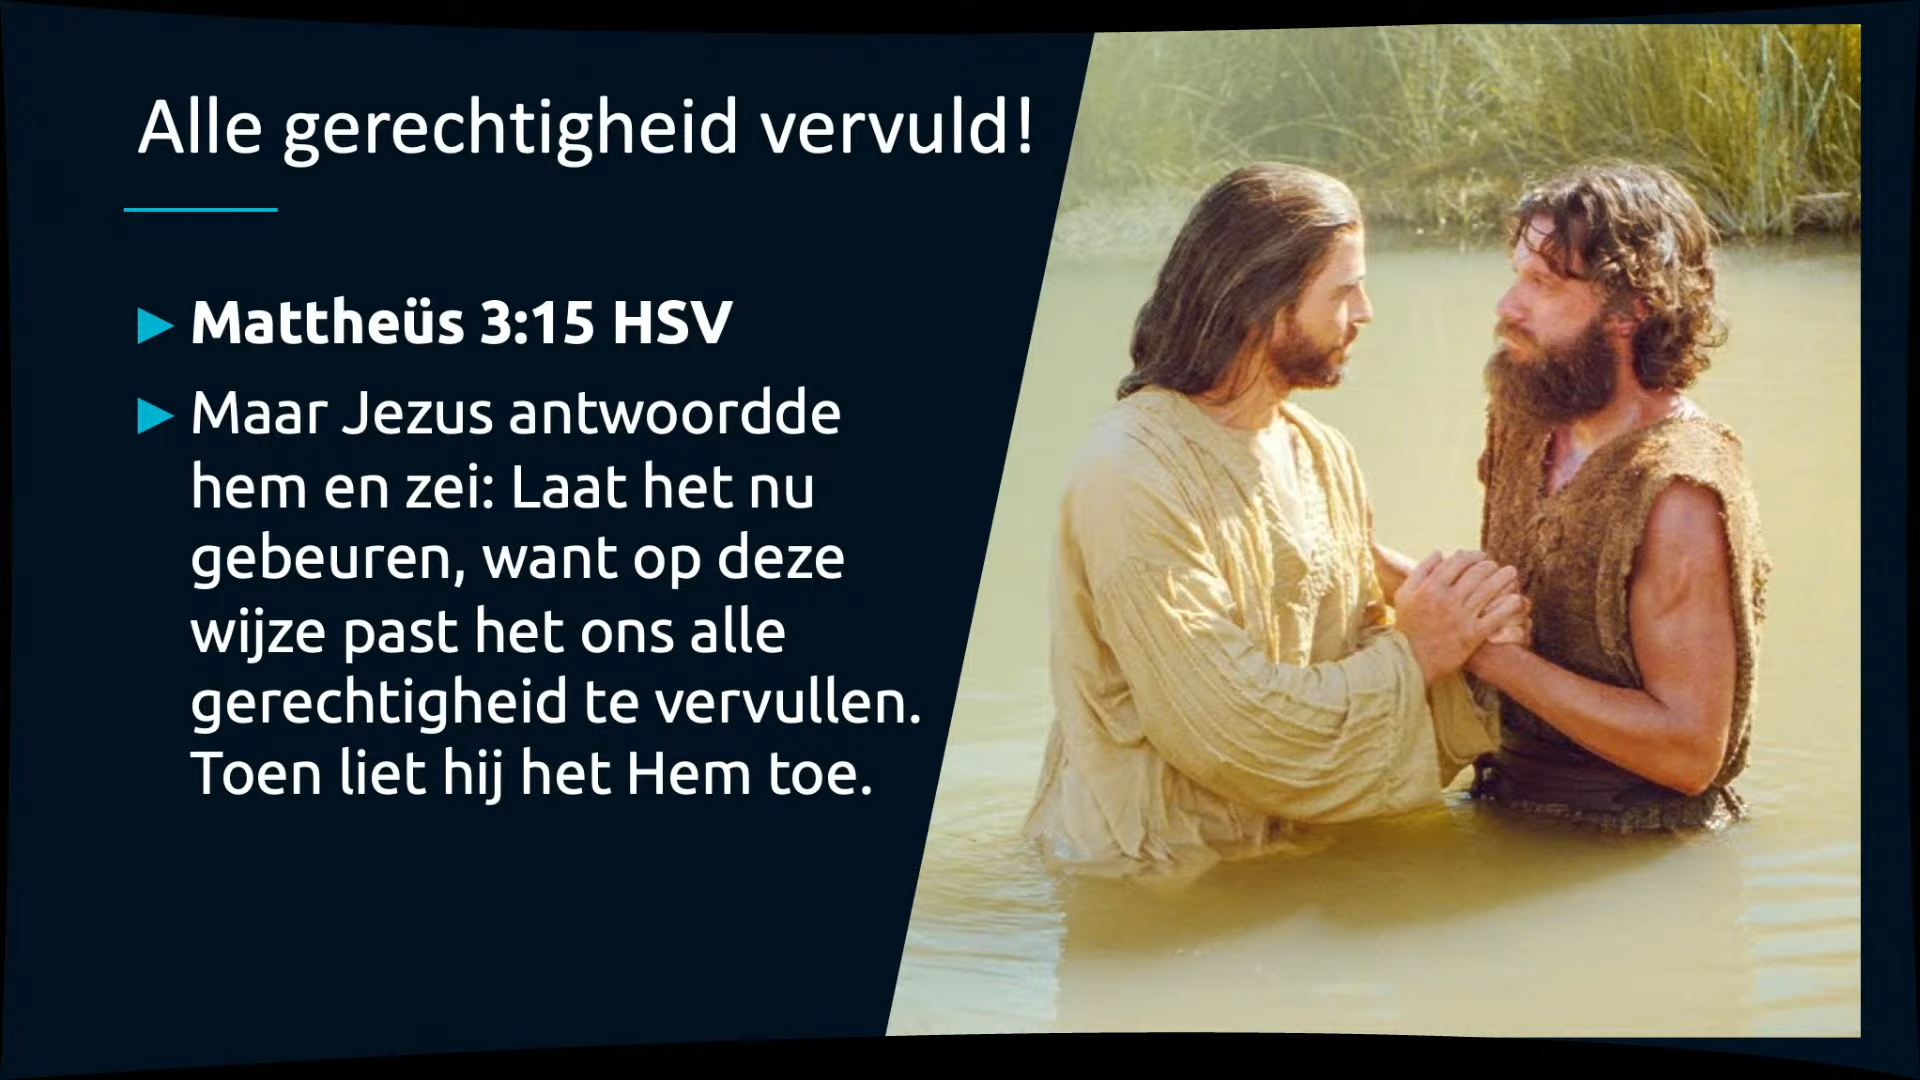 Alle gerechtigheid vervuld!
Mattheüs 3:15 HSV
Maar Jezus antwoordde
hem en zei: Laat het nu
gebeuren, want op deze
wijze past het ons alle
gerechtigheid te vervullen.
Toen liet hij het Hem toe.